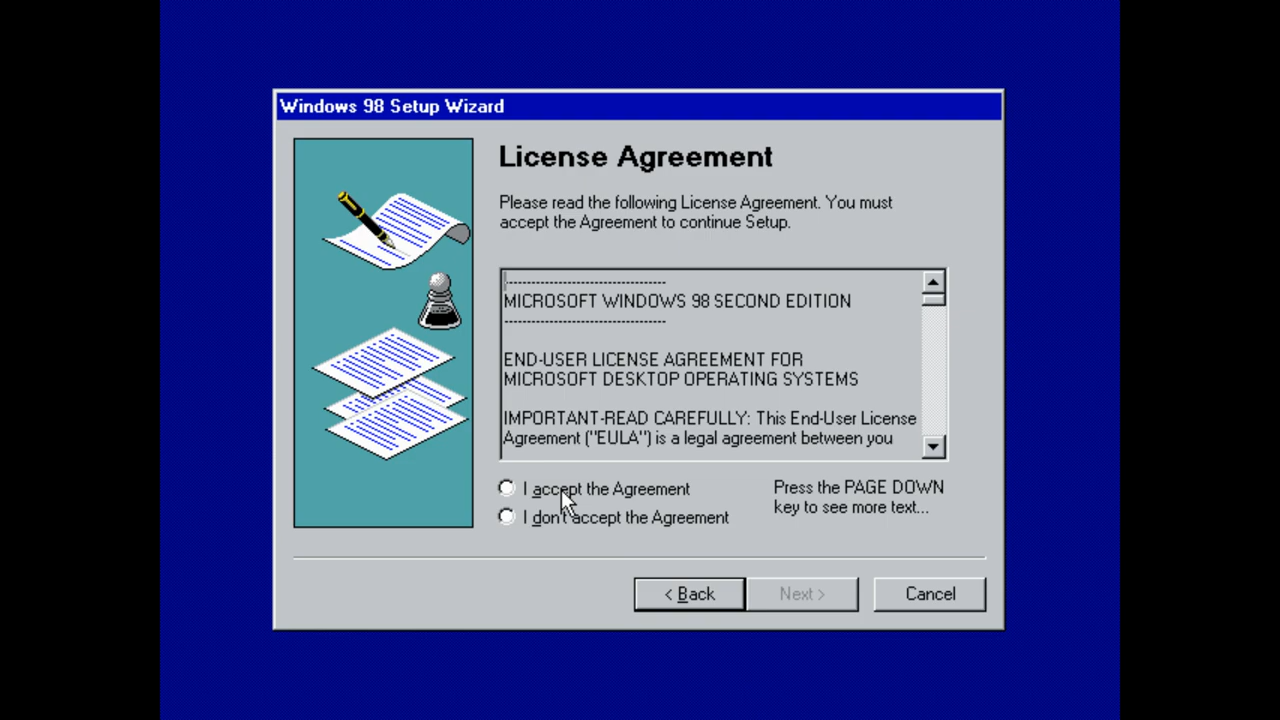 Windows 98 Setup Wizard
License Agreement
Please read the following License Agreement. You must
accept the Agreement to continue Setup.
------------------------------------
MICROSOFT WINDOWS 98 SECOND EDITION
------------------------------------
END-USER LICENSE AGREEMENT FOR
MICROSOFT DESKTOP OPERATING SYSTEMS
IMPORTANT-READ CAREFULLY: This End-User License
Agreement ("EULA") is a legal agreement between you
I accept the Agreement
I don't accept the Agreement
Press the PAGE DOWN
key to see more text...
< Back
Next >
Cancel